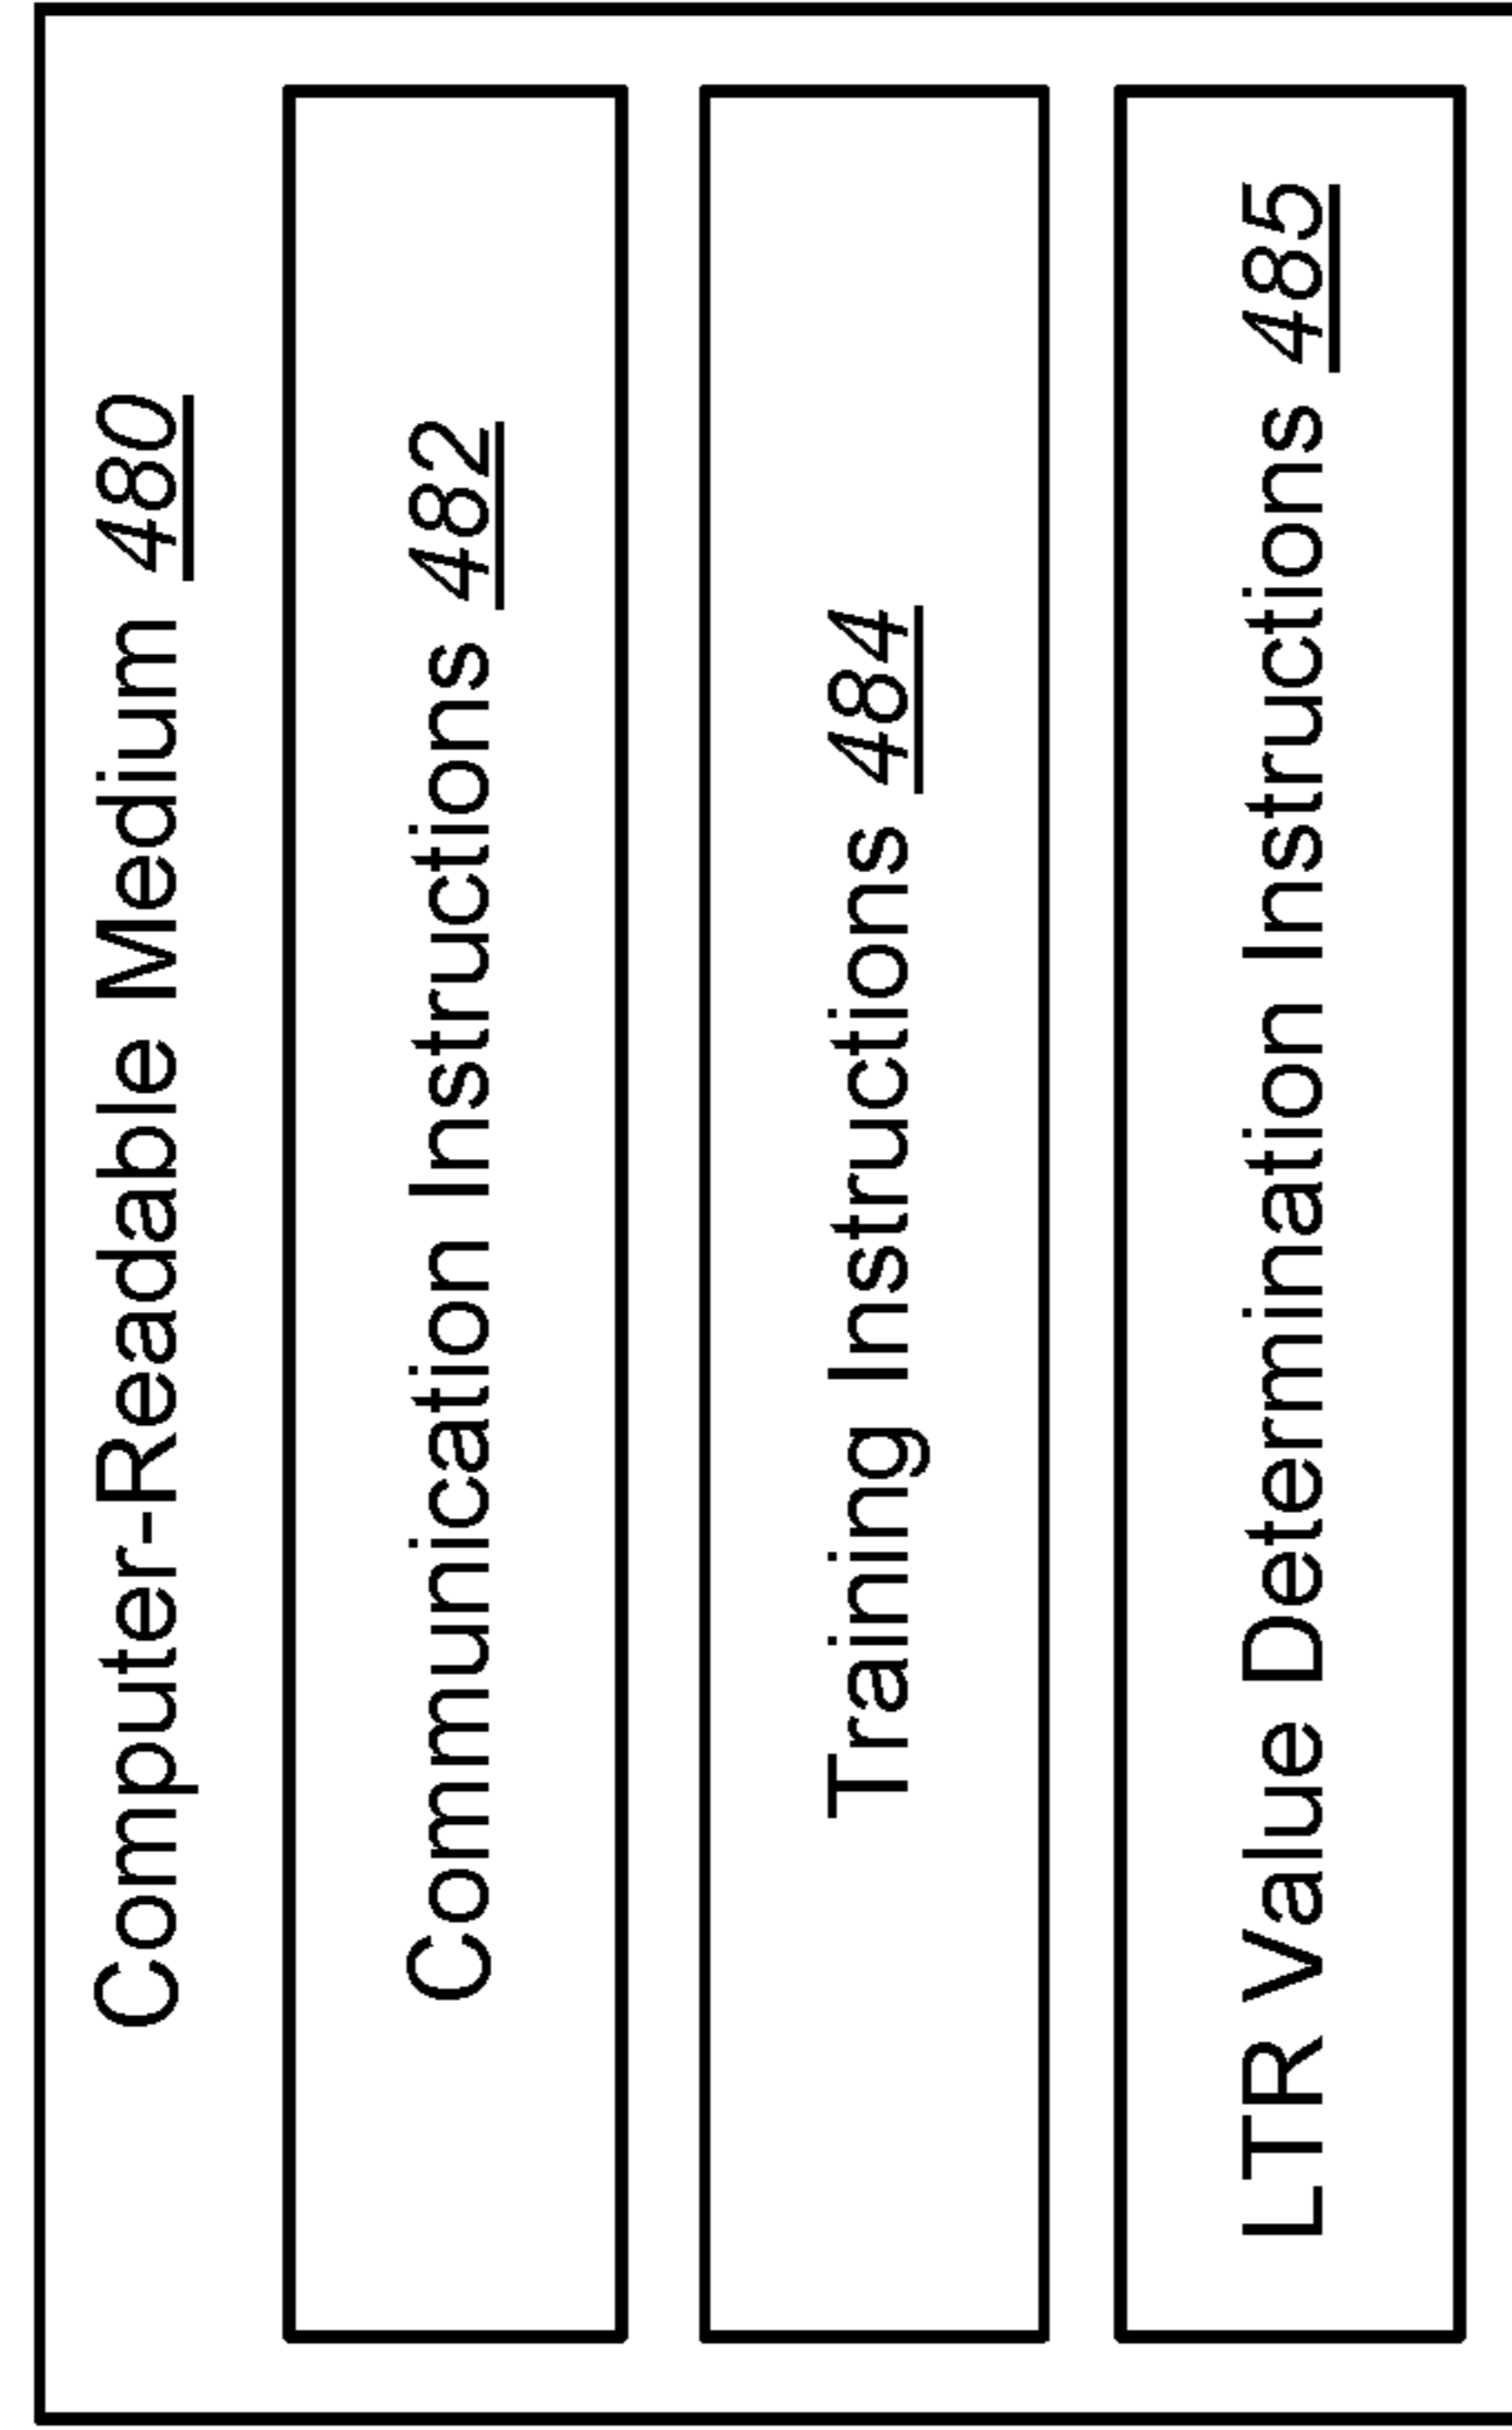 Computer-Readable Medium 480
Communication Instructions 482
Training Instructions 484
LTR Value Determination Instructions 485